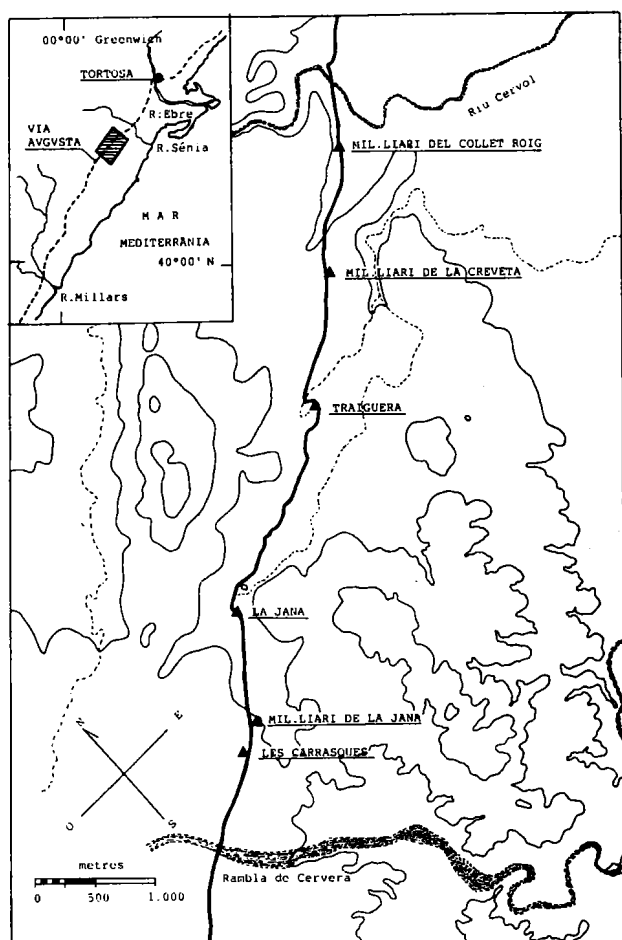 00°00' Greenwich
TORTOSA
R. Ebre
VIA
AVGVSTA
R. Sénia
M A R
MEDITERRÀNIA
40°00' N
R. Millars
Riu Cervol
MIL.LIARI DEL COLLET ROIG
MIL.LIARI DE LA CREVETA
TRAIGUERA
LA JANA
MIL.LIARI DE LA JANA
LES CARRASQUES
N
E
O
S
metres
0 500 1.000
Rambla de Cervera